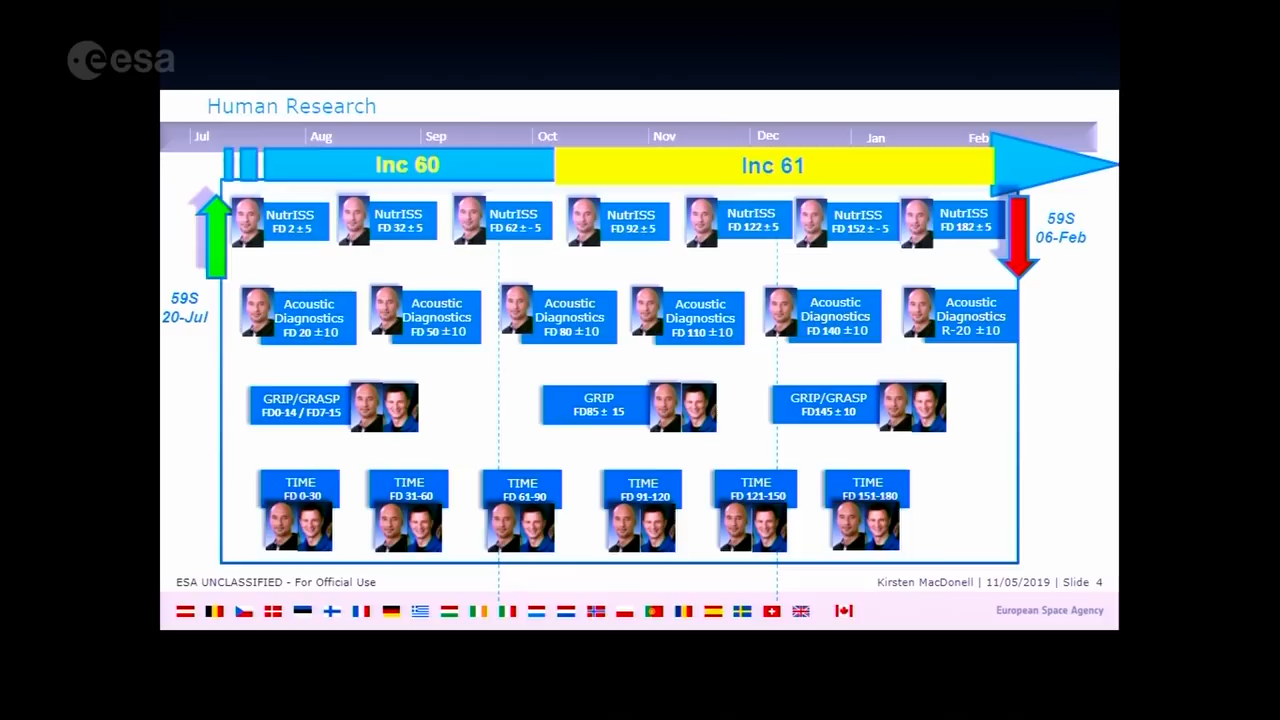 esa
Human Research
Jul Aug Sep Oct Nov Dec Jan Feb
Inc 60 Inc 61
NutrISS NutrISS NutrISS NutrISS NutrISS NutrISS NutrISS
FD 2 ± 5 FD 32 ± 5 FD 62 ± - 5 FD 92 ± 5 FD 122 ± 5 FD 152 ± - 5 FD 182 ± 5
59S
06-Feb
59S
20-Jul
Acoustic Acoustic Acoustic Acoustic Acoustic Acoustic
Diagnostics Diagnostics Diagnostics Diagnostics Diagnostics Diagnostics
FD 20 ±10 FD 50 ±10 FD 80 ±10 FD 110 ±10 FD 140 ±10 R-20 ±10
GRIP/GRASP GRIP GRIP/GRASP
FD0-14 / FD7-15 FD85 ± 15 FD145 ± 10
TIME TIME TIME TIME TIME TIME
FD 0-30 FD 31-60 FD 61-90 FD 91-120 FD 121-150 FD 151-180
ESA UNCLASSIFIED - For Official Use
Kirsten MacDonell | 11/05/2019 | Slide 4
European Space Agency